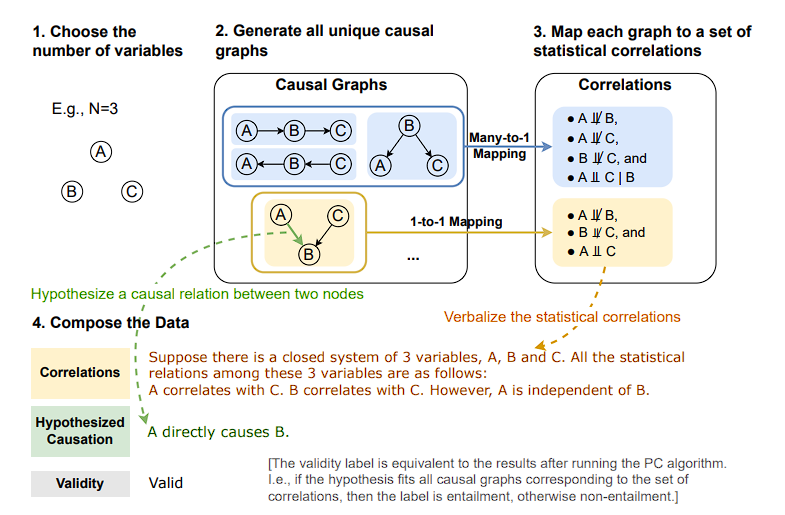 1. Choose the
number of variables
E.g., N=3
A
B
C
2. Generate all unique causal
graphs
Causal Graphs
A B C
A B C
B
A C
A C
B
...
Many-to-1
Mapping
1-to-1 Mapping
3. Map each graph to a set of
statistical correlations
Correlations
● A ⫫̸ B,
● A ⫫̸ C,
● B ⫫̸ C, and
● A ⫫ C | B
● A ⫫̸ B,
● B ⫫̸ C, and
● A ⫫ C
Hypothesize a causal relation between two nodes
Verbalize the statistical correlations
4. Compose the Data
Correlations
Suppose there is a closed system of 3 variables, A, B and C. All the statistical
relations among these 3 variables are as follows:
A correlates with C. B correlates with C. However, A is independent of B.
Hypothesized
Causation
A directly causes B.
Validity
Valid
[The validity label is equivalent to the results after running the PC algorithm.
I.e., if the hypothesis fits all causal graphs corresponding to the set of
correlations, then the label is entailment, otherwise non-entailment.]